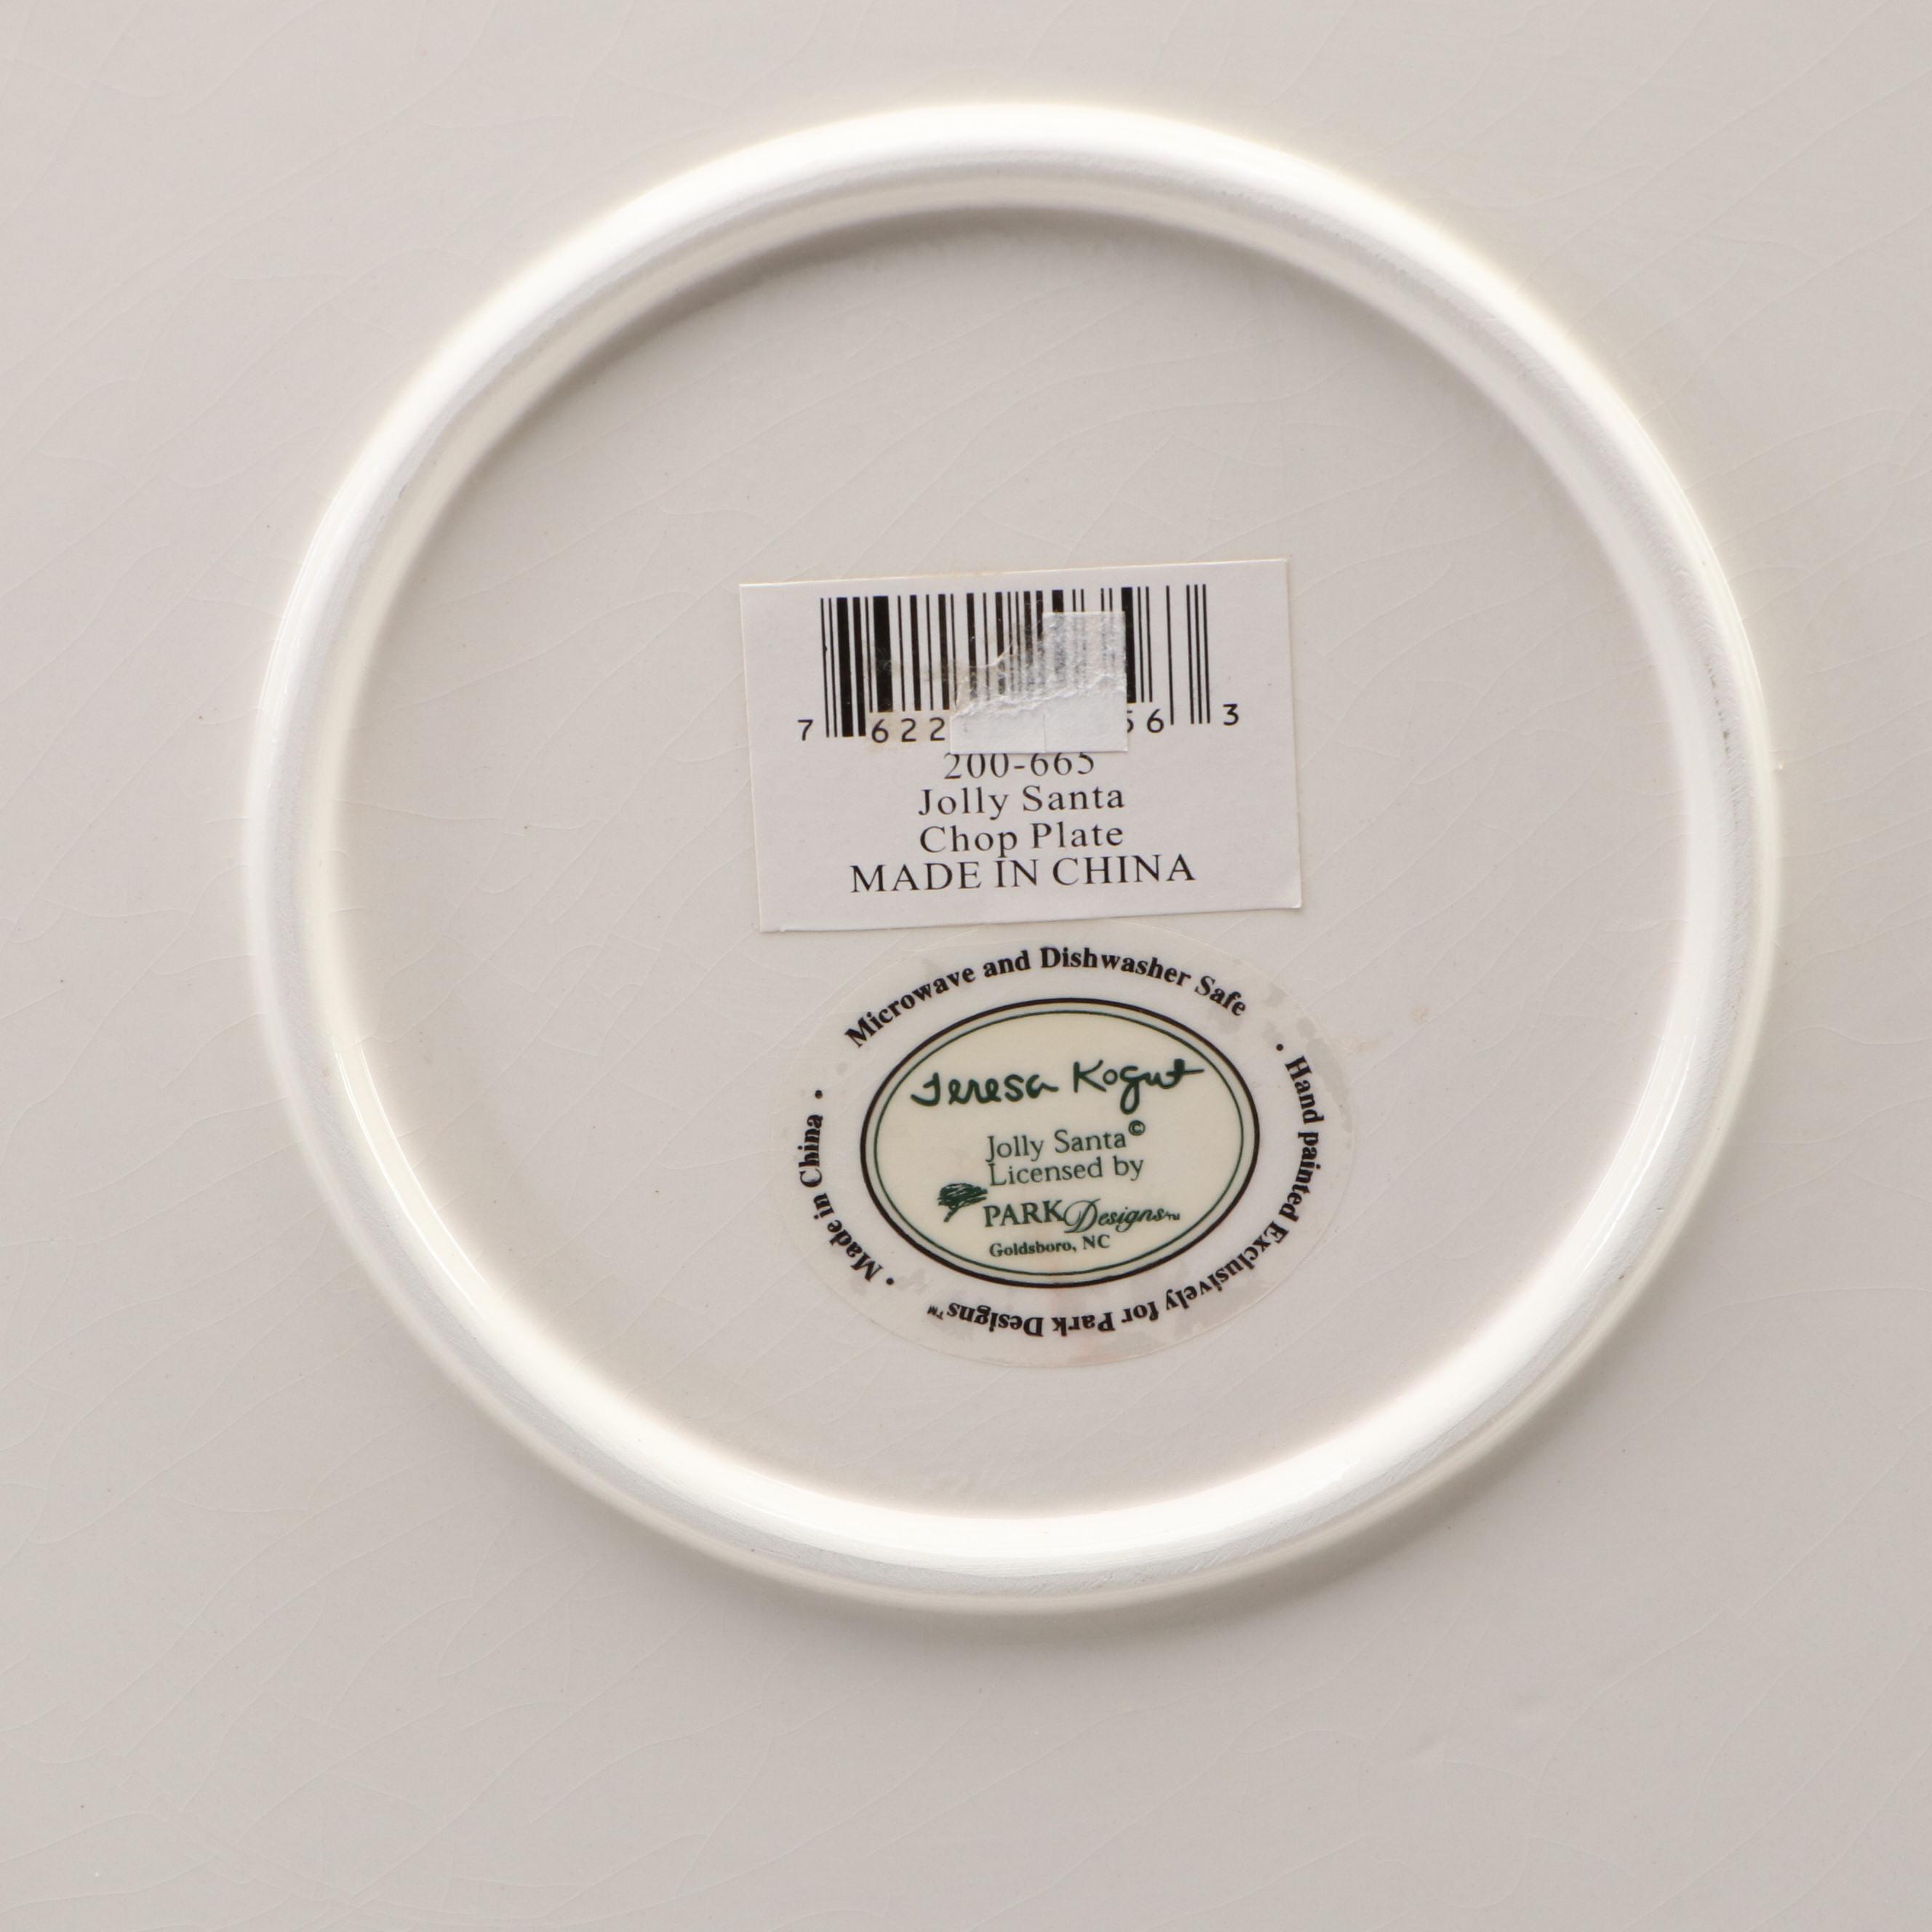 7 622 56 3
200-665
Jolly Santa
Chop Plate
MADE IN CHINA
Microwave and Dishwasher Safe
• Hand painted Exclusively for Park Designs™
• Made in China •
Teresa Kogut
Jolly Santa©
Licensed by
PARK Designs™
Goldsboro, NC